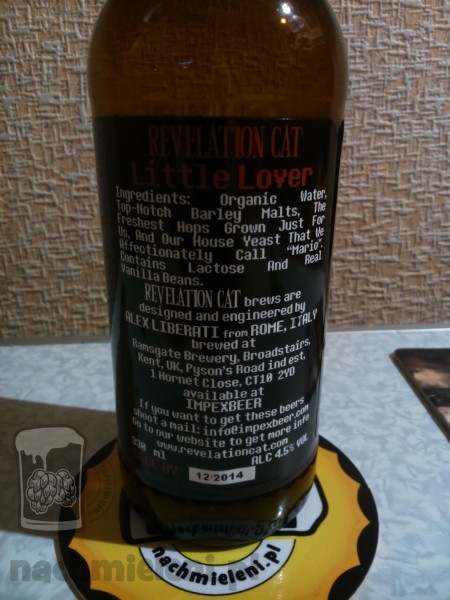 REVELATION CAT
Little Lover
Ingredients: Organic Water,
Top-Notch Barley Malts, The
Freshest Hops Grown Just For
Us, And Our House Yeast That We
Affectionately Call "Mario".
Contains Lactose And Real
Vanilla Beans.
REVELATION CAT brews are
designed and engineered by
ALEX LIBERATI from ROME, ITALY
brewed at
Ramsgate Brewery, Broadstairs,
Kent, UK, Pyson's Road ind est,
1 Hornet Close, CT10 2YD
available at
IMPEXBEER
If you want to get these beers
shoot a mail: info@impexbeer.com
Go to our website to get more info
www.revelationcat.com
330 ml ALC 4.5% VOL
BY 12/2014
nachmieleni.pl
nachmieleni.pl